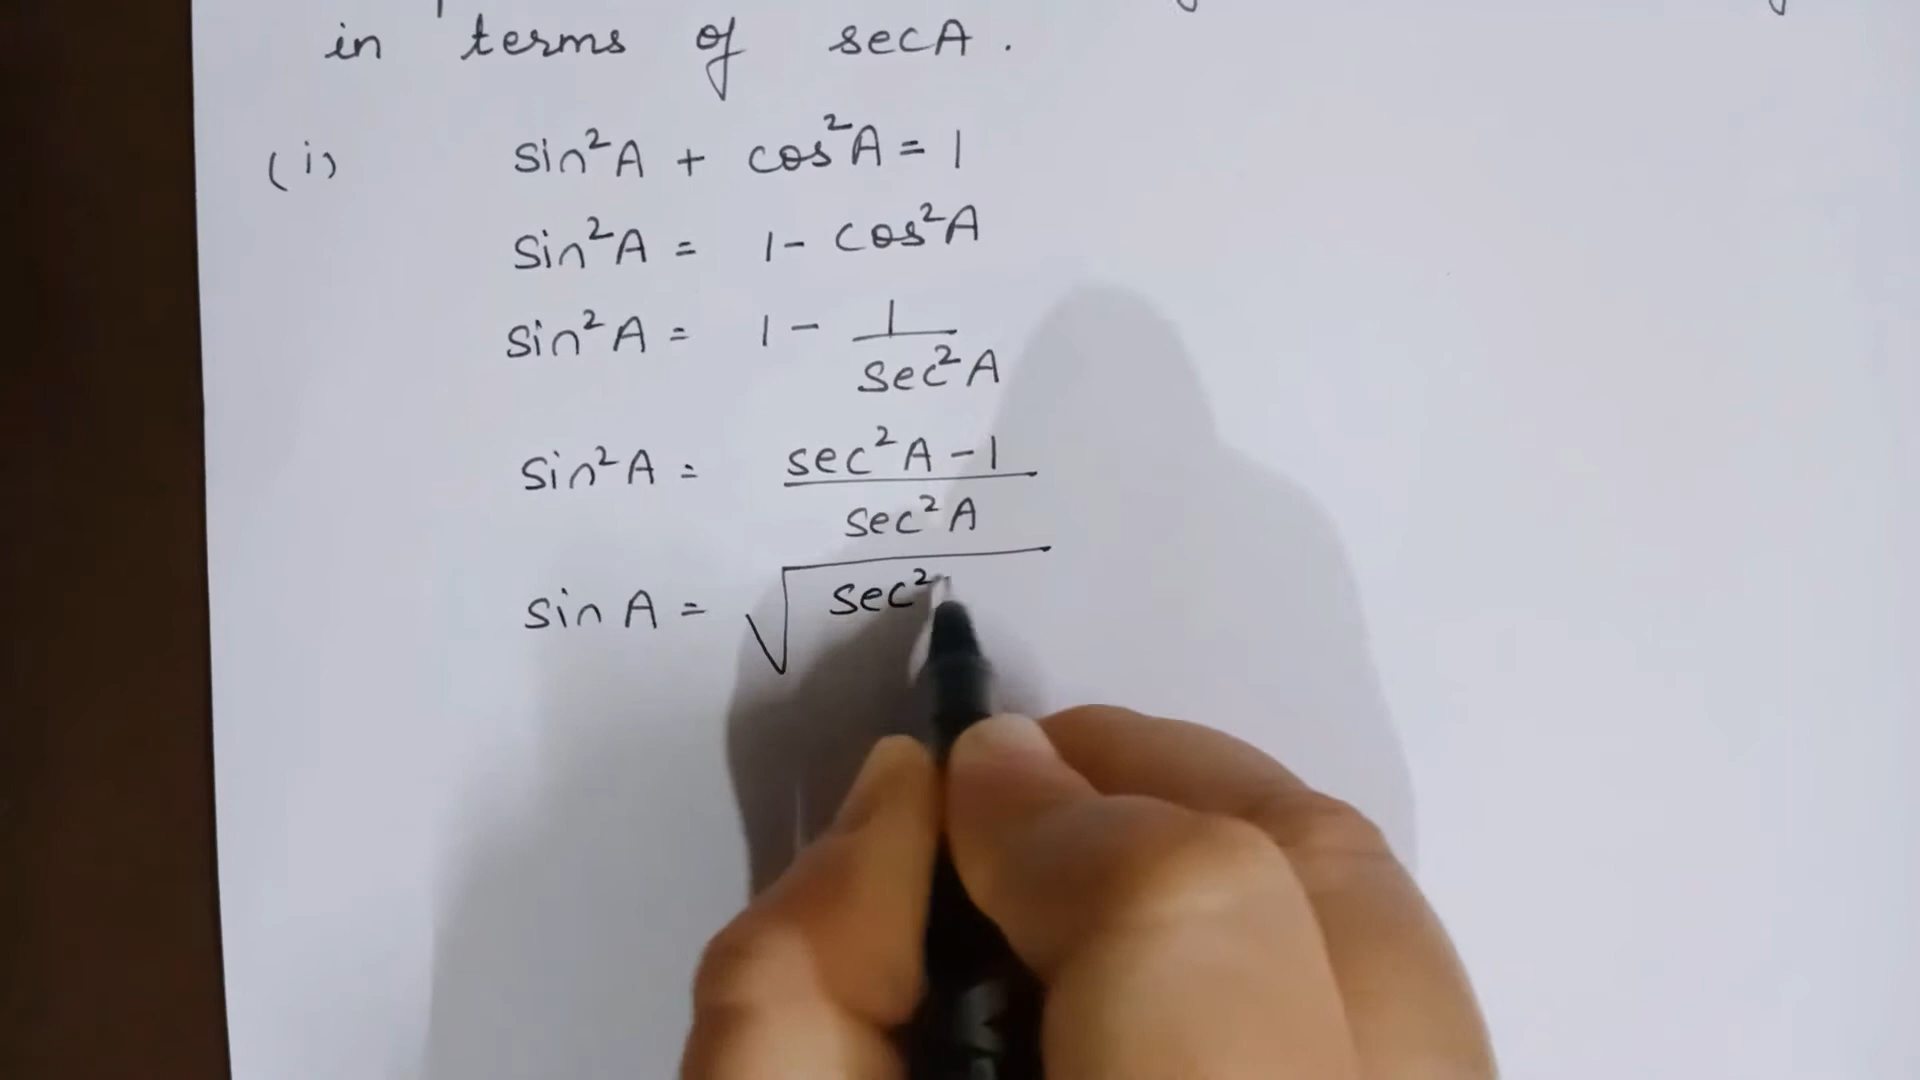 in terms of secA.
(i) sin²A + cos²A = 1
sin²A = 1 - cos²A
sin²A = 1 - 1/sec²A
sin²A = sec²A - 1/sec²A
sin A = √sec²